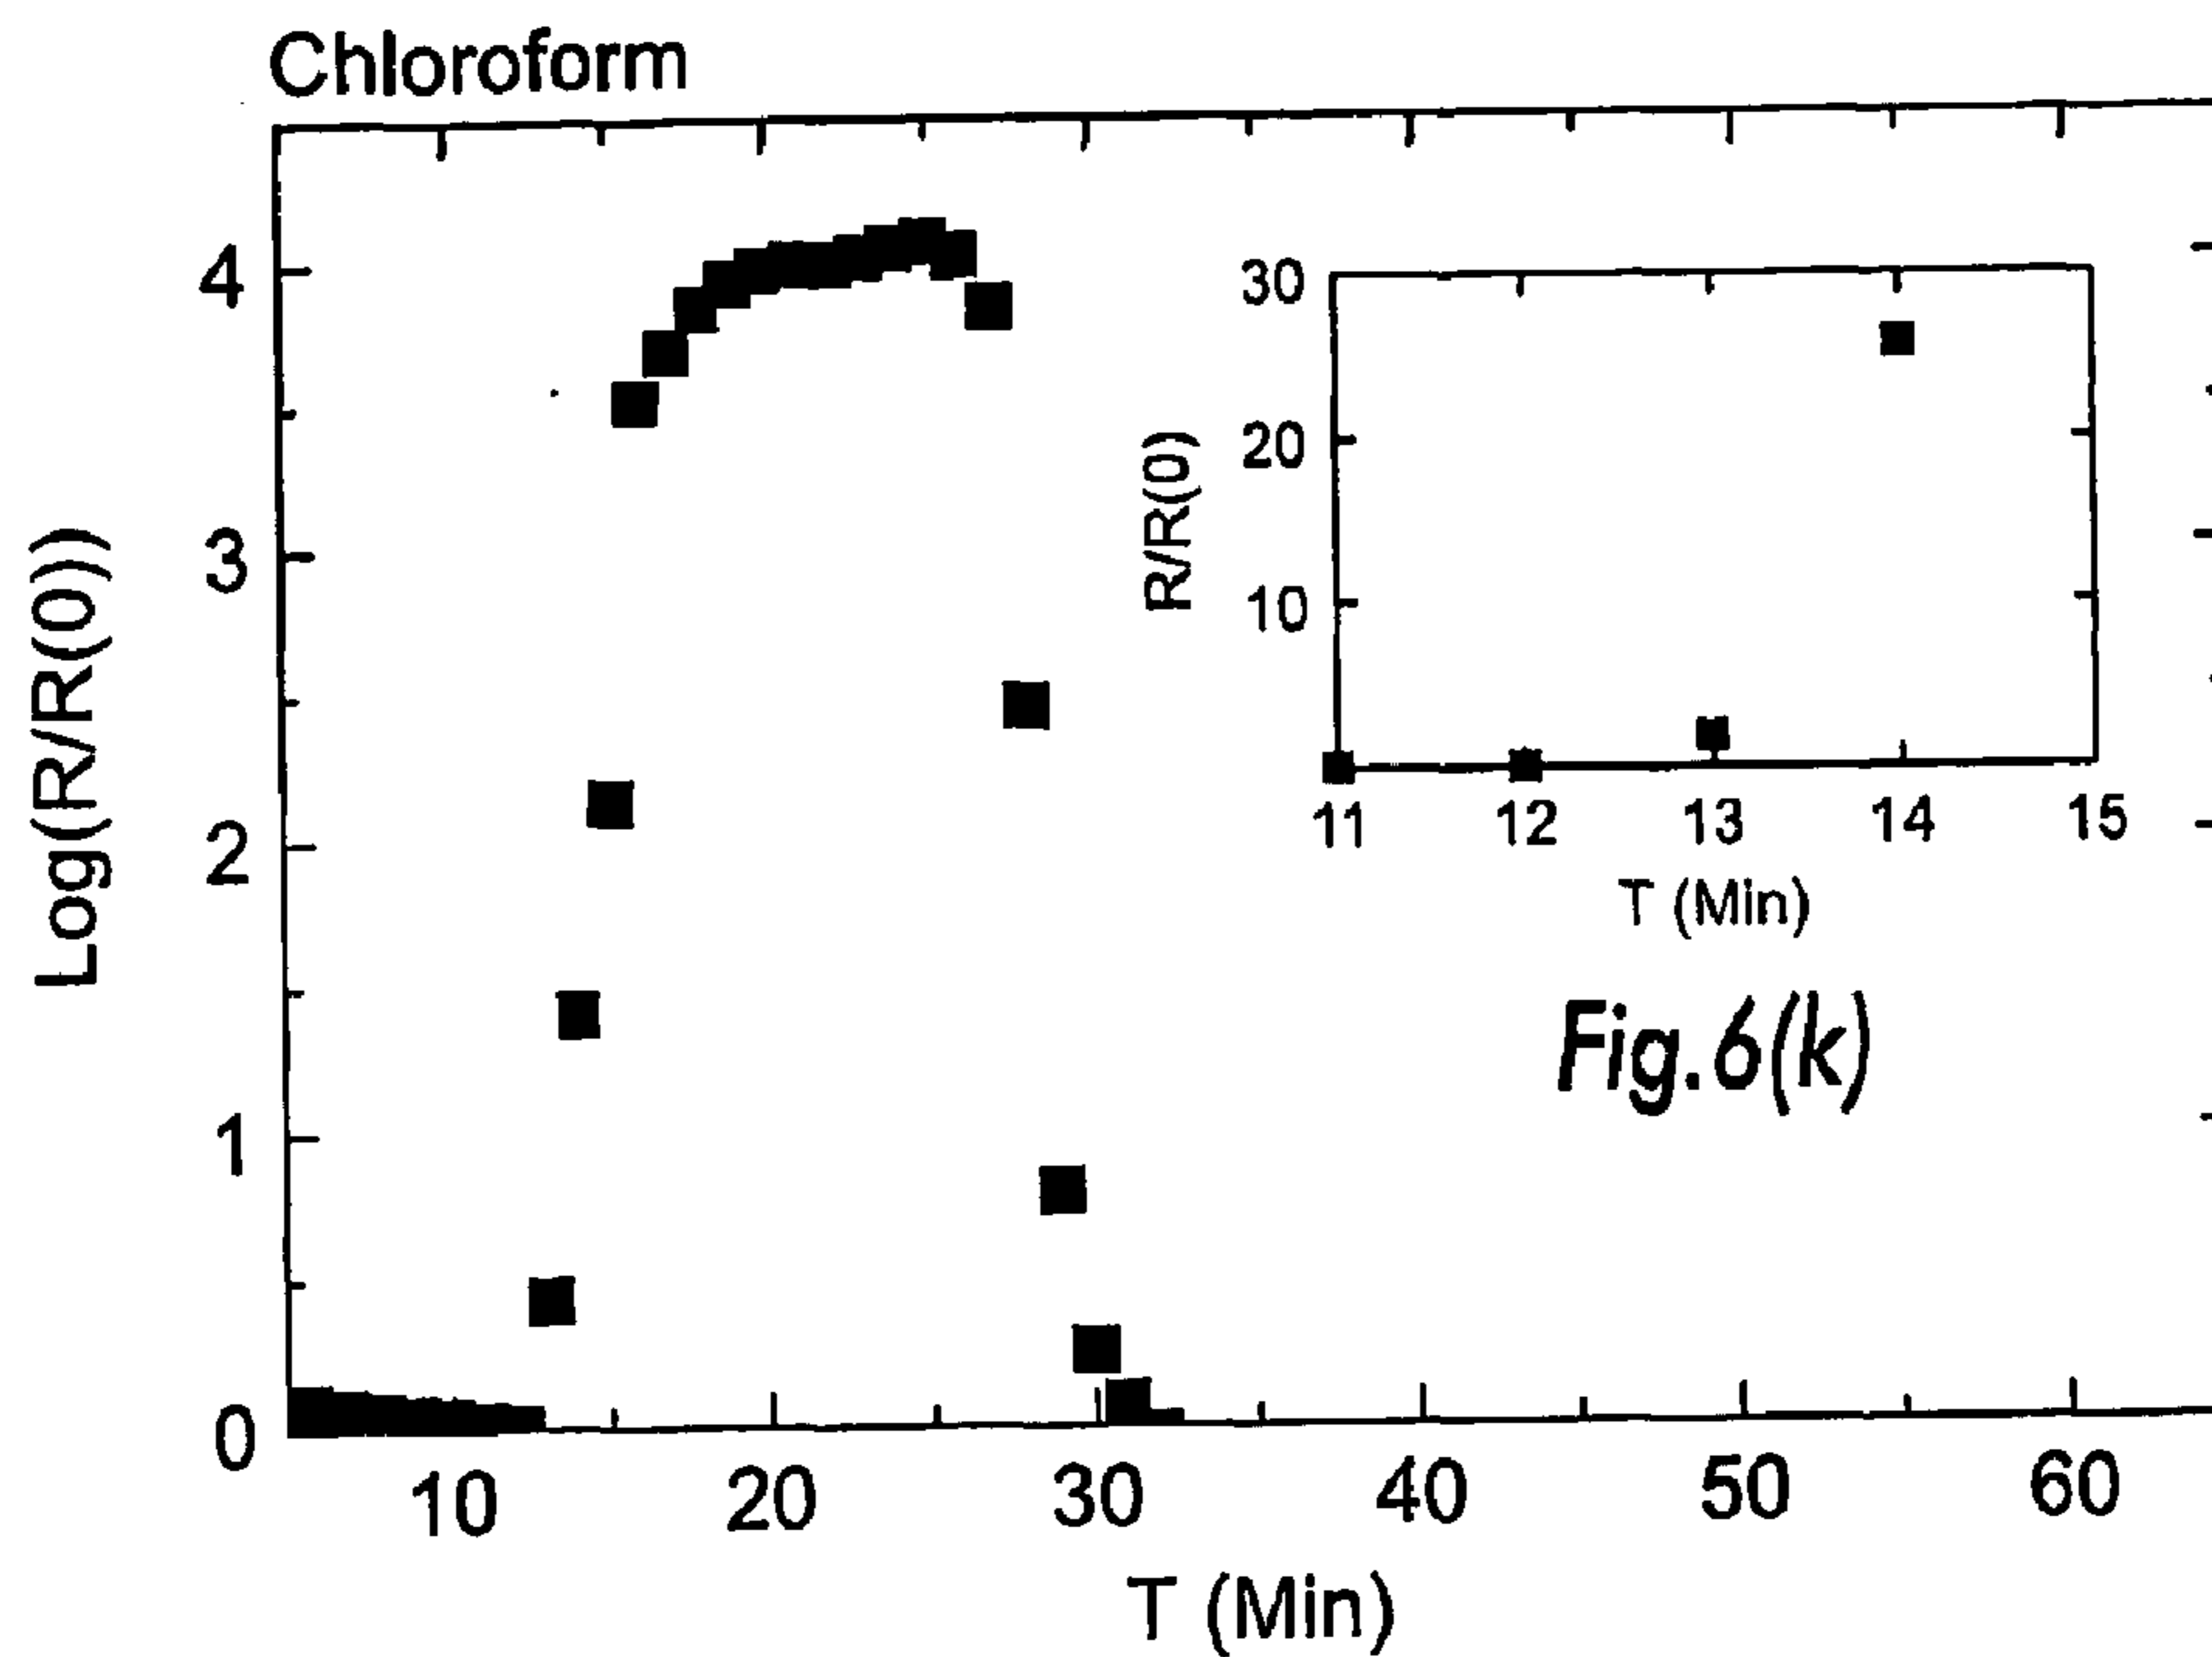 Chloroform
Log(R/R(0))
4
3
2
1
0
10 20 30 40 50 60
T (Min)
R/R(0)
30
20
10
11 12 13 14 15
T (Min)
Fig.6(k)